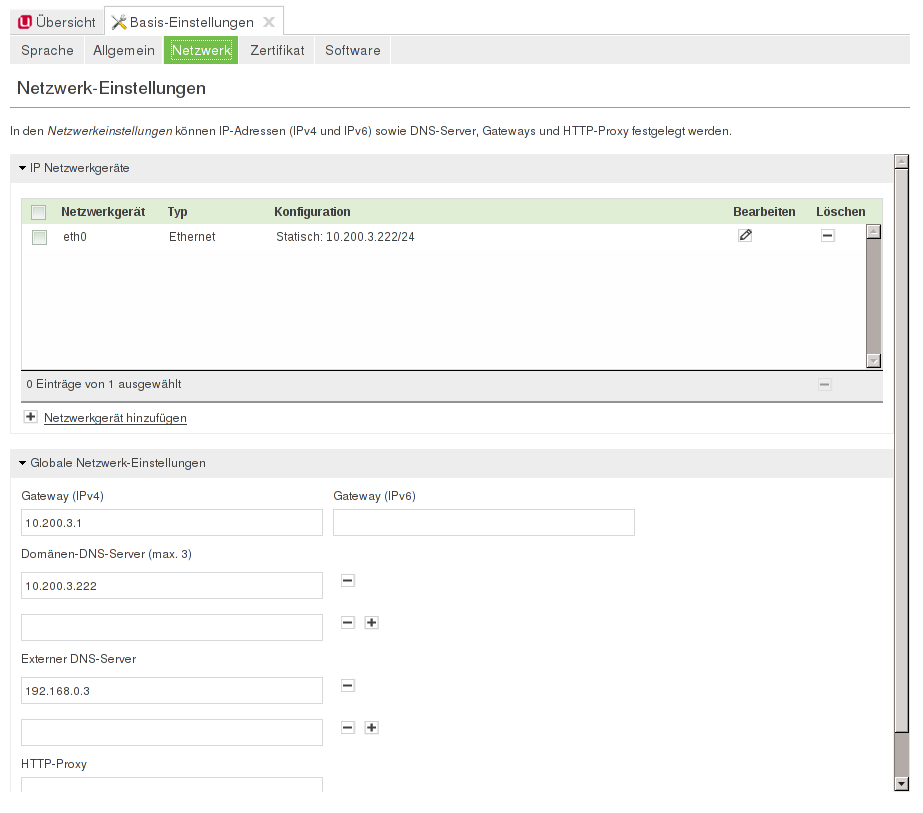 Übersicht Basis-Einstellungen
Sprache Allgemein Netzwerk Zertifikat Software
Netzwerk-Einstellungen
In den Netzwerkeinstellungen können IP-Adressen (IPv4 und IPv6) sowie DNS-Server, Gateways und HTTP-Proxy festgelegt werden.
IP Netzwerkgeräte
Netzwerkgerät Typ Konfiguration Bearbeiten Löschen
eth0 Ethernet Statisch: 10.200.3.222/24
0 Einträge von 1 ausgewählt
Netzwerkgerät hinzufügen
Globale Netzwerk-Einstellungen
Gateway (IPv4) Gateway (IPv6)
10.200.3.1
Domänen-DNS-Server (max. 3)
10.200.3.222
Externer DNS-Server
192.168.0.3
HTTP-Proxy